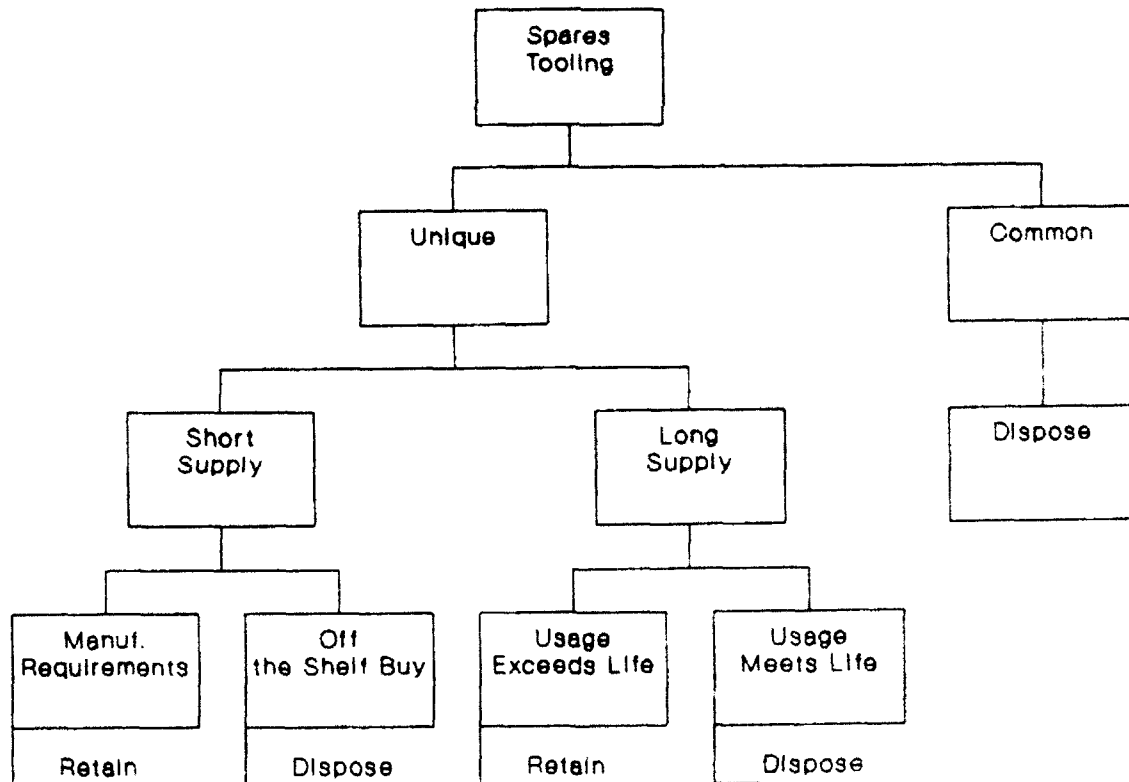 Spares
Tooling
Unique
Common
Short
Supply
Long
Supply
Dispose
Manuf.
Requirements
Off
the Shelf Buy
Usage
Exceeds Life
Usage
Meets Life
Retain
Dispose
Retain
Dispose